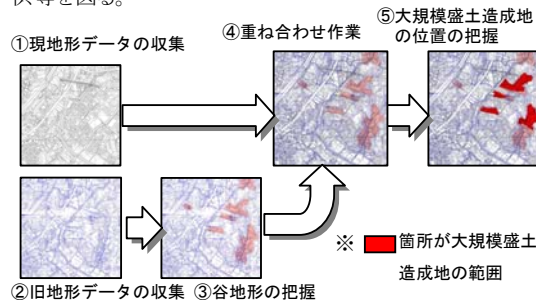 供等を図る。
①現地形データの収集
④重ね合わせ作業
⑤大規模盛土造成地
の位置の把握
②旧地形データの収集
③谷地形の把握
※ 箇所が大規模盛土
造成地の範囲